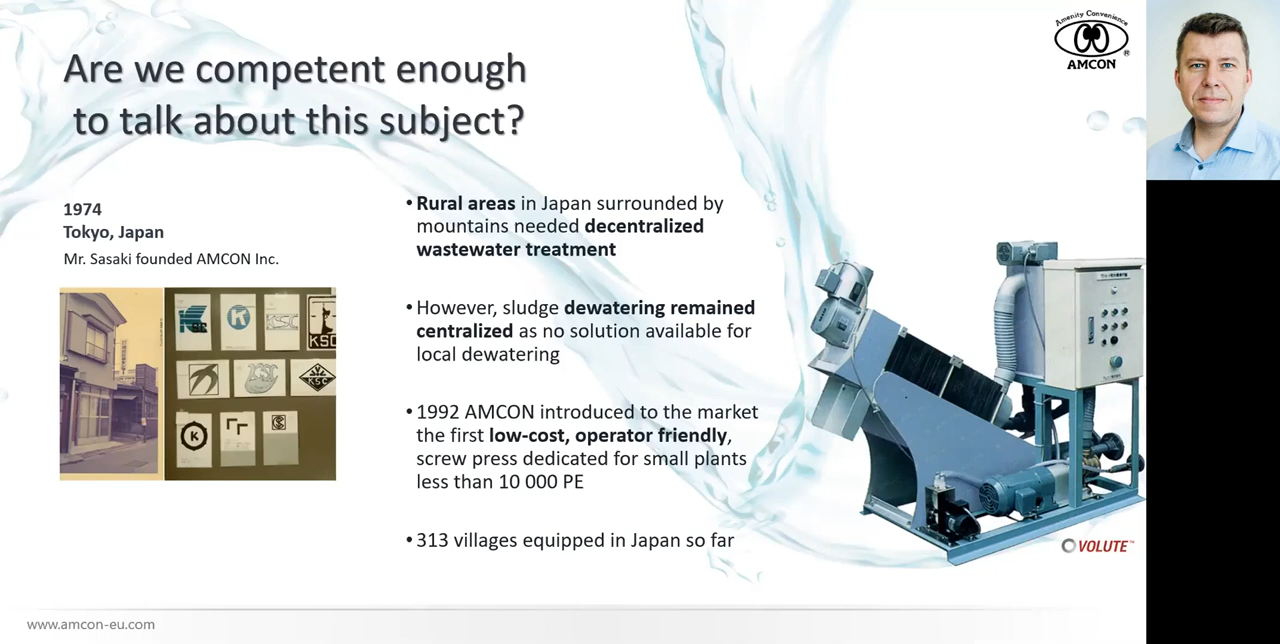 Are we competent enough
to talk about this subject?
Amenity Convenience
AMCON
®
1974
Tokyo, Japan
Mr. Sasaki founded AMCON Inc.
K
KSC
KSC
K
• Rural areas in Japan surrounded by
mountains needed decentralized
wastewater treatment
• However, sludge dewatering remained
centralized as no solution available for
local dewatering
• 1992 AMCON introduced to the market
the first low-cost, operator friendly,
screw press dedicated for small plants
less than 10 000 PE
• 313 villages equipped in Japan so far
VOLUTE™
www.amcon-eu.com